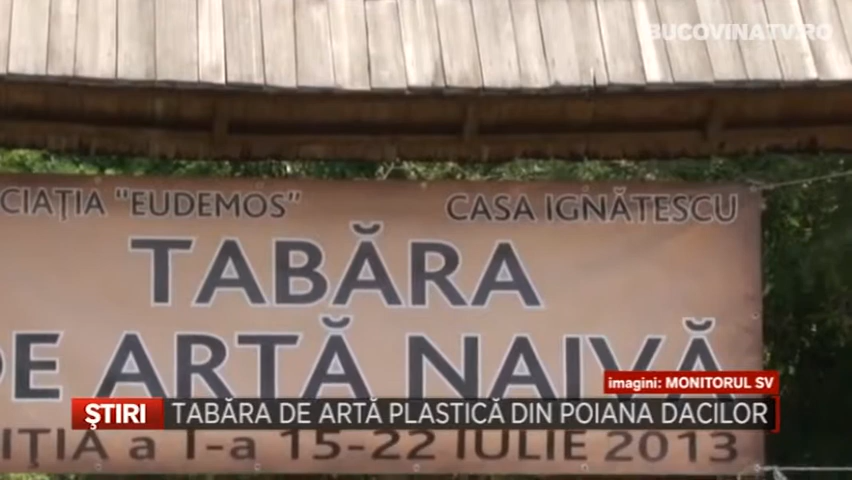 BUCOVINATV.RO
CIAȚIA "EUDEMOS" CASA IGNĂTESCU
TABĂRA
DE ARTĂ NAIVĂ
imagini: MONITORUL SV
ȘTIRI TABĂRA DE ARTĂ PLASTICĂ DIN POIANA DACILOR
IȚIA a I-a 15-22 IULIE 2013